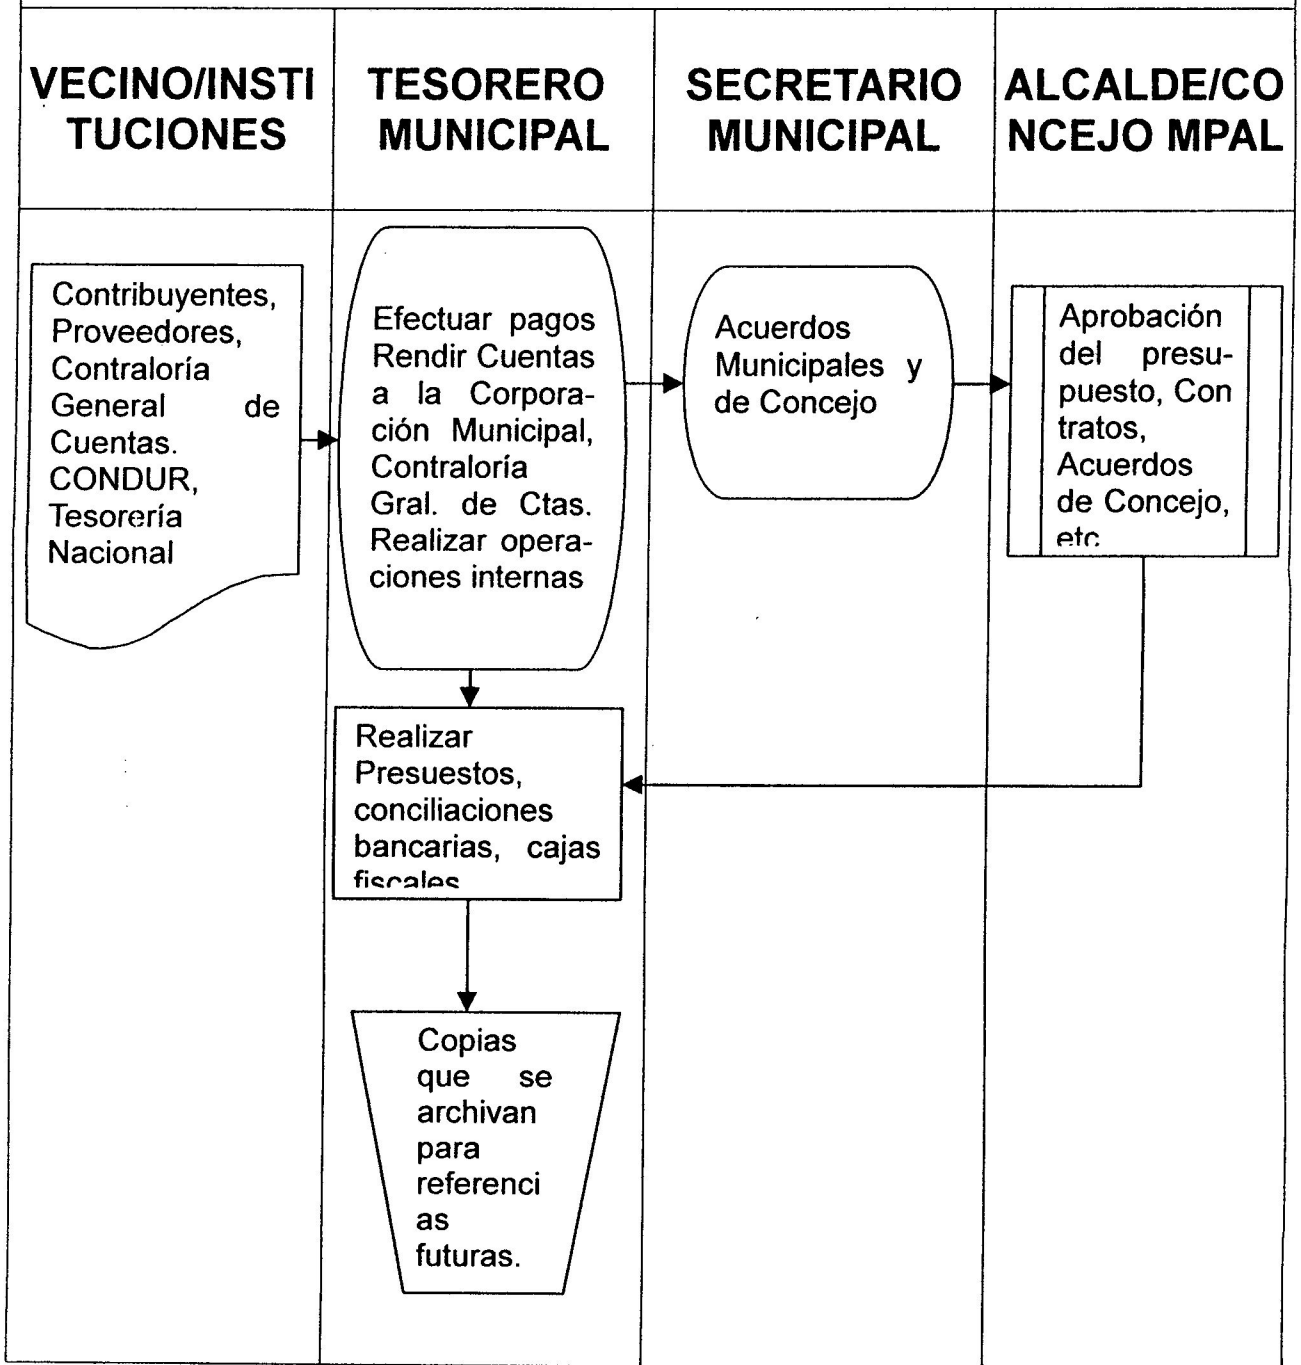 VECINO/INSTI
TUCIONES
TESORERO
MUNICIPAL
SECRETARIO
MUNICIPAL
ALCALDE/CO
NCEJO MPAL
Contribuyentes,
Proveedores,
Contraloría
General de
Cuentas.
CONDUR,
Tesorería
Nacional
Efectuar pagos
Rendir Cuentas
a la Corpora-
ción Municipal,
Contraloría
Gral. de Ctas.
Realizar opera-
ciones internas
Acuerdos
Municipales y
de Concejo
Aprobación
del presu-
puesto, Con
tratos,
Acuerdos
de Concejo,
etc
Realizar
Presuestos,
conciliaciones
bancarias, cajas
fiscales
Copias
que se
archivan
para
referenci
as
futuras.